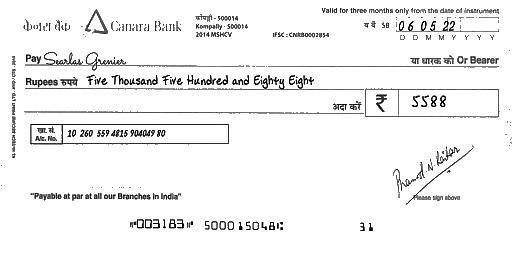 केनरा बैंक Canara Bank
कोंपल्ली - 500014
Kompally - 500014
2014 MSHCV
IFSC : CNRB0002854
Valid for three months only from the date of instrument
SB 06 05 22
D D M M Y Y Y Y
Pay Searlas Grenier या धारक को Or Bearer
Rupees रुपये Five Thousand Five Hundred and Eighty Eight
अदा करें ₹ 5588
खा. सं.
A/c. No. 10 260 559 4815 904049 80
Pramod N. 
Please sign above
"Payable at par at all our Branches in India"
⑈003183⑈ 500015048⑆ 31